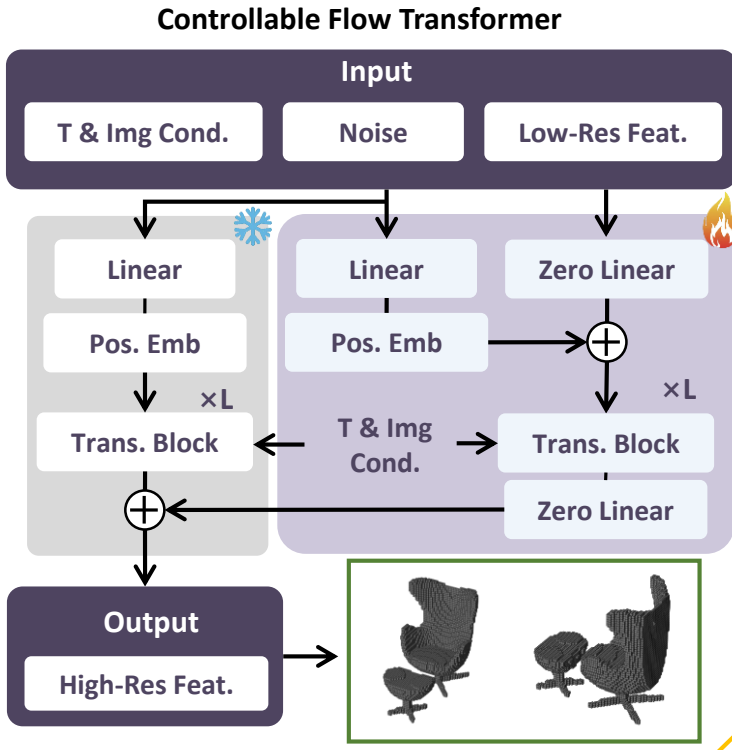 Controllable Flow Transformer
Input
T & Img Cond.
Noise
Low-Res Feat.
Linear
Linear
Zero Linear
Pos. Emb
Pos. Emb
×L
×L
Trans. Block
T & Img
Cond.
Trans. Block
Zero Linear
Output
High-Res Feat.